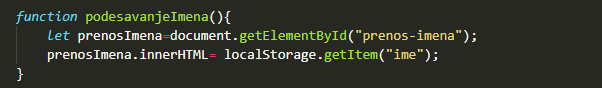 function podesavanjeImena(){
let prenosImena=document.getElementById("prenos-imena");
prenosImena.innerHTML= localStorage.getItem("ime");
}